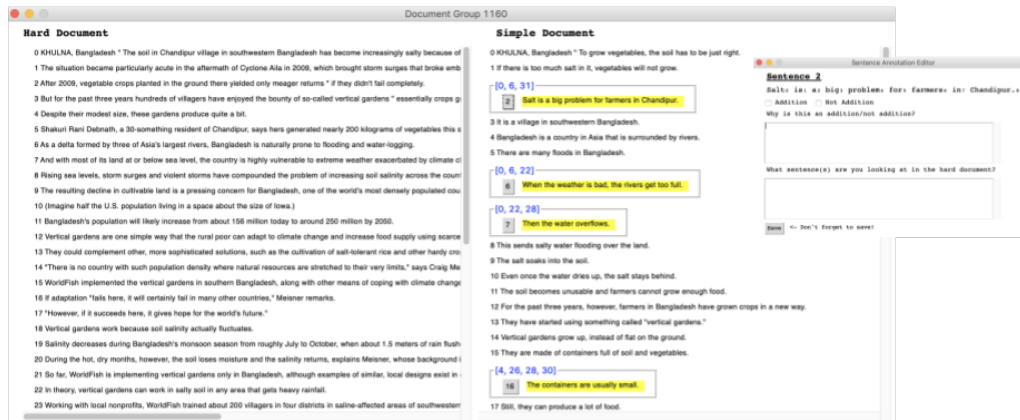 Document Group 1160
Hard Document
0 KHULNA, Bangladesh " The soil in Chandipur village in southwestern Bangladesh has become increasingly salty because of
1 The situation became particularly acute in the aftermath of Cyclone Aila in 2009, which brought storm surges that broke emb
2 After 2009, vegetable crops planted in the ground there yielded only meager returns " if they didn't fail completely.
3 But for the past three years hundreds of villagers have enjoyed the bounty of so-called vertical gardens " essentially crops g
4 Despite their modest size, these gardens produce quite a bit.
5 Shakuri Rani Debnath, a 30-something resident of Chandipur, says hers generated nearly 200 kilograms of vegetables this s
6 As a delta formed by three of Asia's largest rivers, Bangladesh is naturally prone to flooding and water-logging.
7 And with most of its land at or below sea level, the country is highly vulnerable to extreme weather exacerbated by climate cl
8 Rising sea levels, storm surges and violent storms have compounded the problem of increasing soil salinity across the count
9 The resulting decline in cultivable land is a pressing concern for Bangladesh, one of the world's most densely populated cou
10 (Imagine half the U.S. population living in a space about the size of Iowa.)
11 Bangladesh's population will likely increase from about 156 million today to around 250 million by 2050.
12 Vertical gardens are one simple way that the rural poor can adapt to climate change and increase food supply using scarce
13 They could complement other, more sophisticated solutions, such as the cultivation of salt-tolerant rice and other hardy cro
14 "There is no country with such population density where natural resources are stretched to their very limits," says Craig Me
15 WorldFish implemented the vertical gardens in southern Bangladesh, along with other means of coping with climate change
16 If adaptation "fails here, it will certainly fail in many other countries," Meisner remarks.
17 "However, if it succeeds here, it gives hope for the world's future."
18 Vertical gardens work because soil salinity actually fluctuates.
19 Salinity decreases during Bangladesh's monsoon season from roughly July to October, when about 1.5 meters of rain flush
20 During the hot, dry months, however, the soil loses moisture and the salinity returns, explains Meisner, whose background i
21 So far, WorldFish is implementing vertical gardens only in Bangladesh, although examples of similar, local designs exist in
22 In theory, vertical gardens can work in salty soil in any area that gets heavy rainfall.
23 Working with local nonprofits, WorldFish trained about 200 villagers in four districts in saline-affected areas of southwestern
Simple Document
0 KHULNA, Bangladesh " To grow vegetables, the soil has to be just right.
1 If there is too much salt in it, vegetables will not grow.
[0, 6, 31]
2 Salt is a big problem for farmers in Chandipur.
3 It is a village in southwestern Bangladesh.
4 Bangladesh is a country in Asia that is surrounded by rivers.
5 There are many floods in Bangladesh.
[0, 6, 22]
6 When the weather is bad, the rivers get too full.
[0, 22, 28]
7 Then the water overflows.
8 This sends salty water flooding over the land.
9 The salt soaks into the soil.
10 Even once the water dries up, the salt stays behind.
11 The soil becomes unusable and farmers cannot grow enough food.
12 For the past three years, however, farmers in Bangladesh have grown crops in a new way.
13 They have started using something called "vertical gardens."
14 Vertical gardens grow up, instead of flat on the ground.
15 They are made of containers full of soil and vegetables.
[4, 26, 28, 30]
16 The containers are usually small.
17 Still, they can produce a lot of food.
Sentence Annotation Editor
Sentence 2
Salt₀ is₁ a₂ big₃ problem₄ for₅ farmers₆ in₇ Chandipur.₈
Addition Not Addition
Why is this an addition/not addition?
What sentence(s) are you looking at in the hard document?
Save <- Don't forget to save!